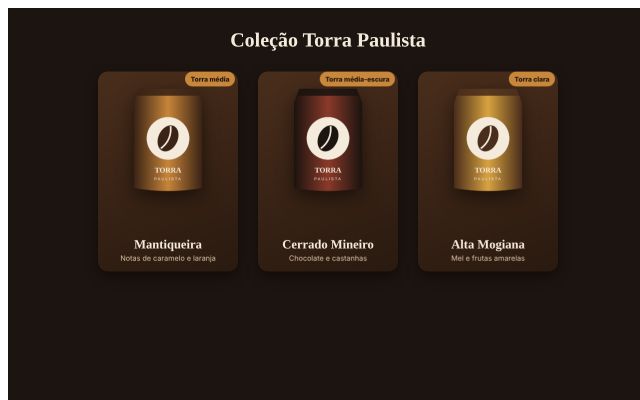 Coleção Torra Paulista
Torra média
TORRA
PAULISTA
Mantiqueira
Notas de caramelo e laranja
Torra média-escura
TORRA
PAULISTA
Cerrado Mineiro
Chocolate e castanhas
Torra clara
TORRA
PAULISTA
Alta Mogiana
Mel e frutas amarelas